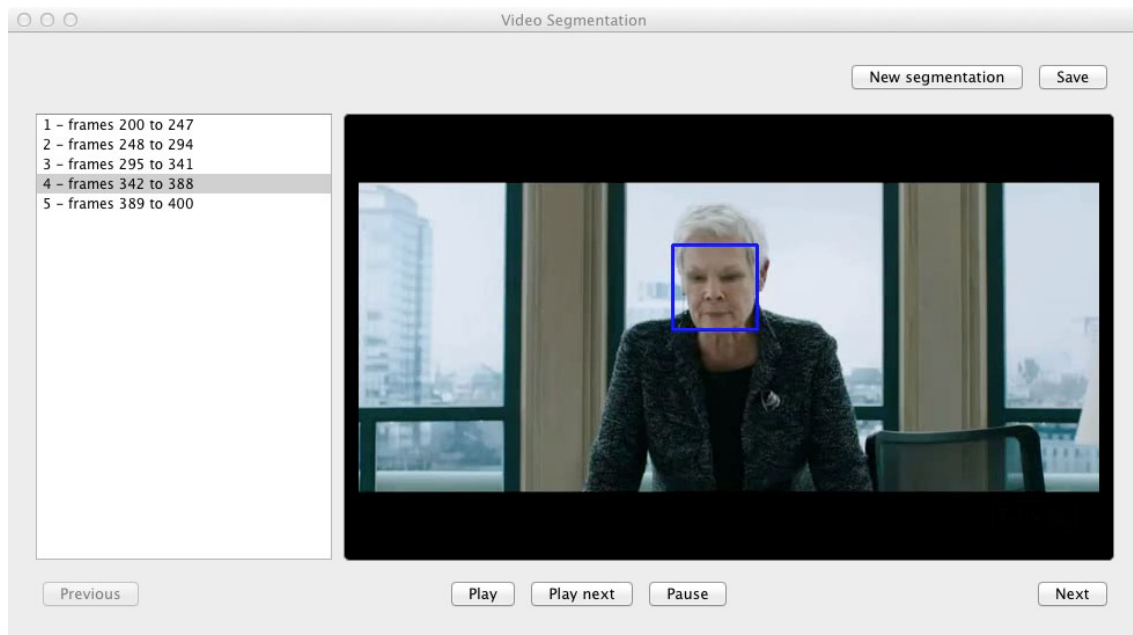 Video Segmentation
New segmentation
Save
1 – frames 200 to 247
2 – frames 248 to 294
3 – frames 295 to 341
4 – frames 342 to 388
5 – frames 389 to 400
Previous
Play
Play next
Pause
Next